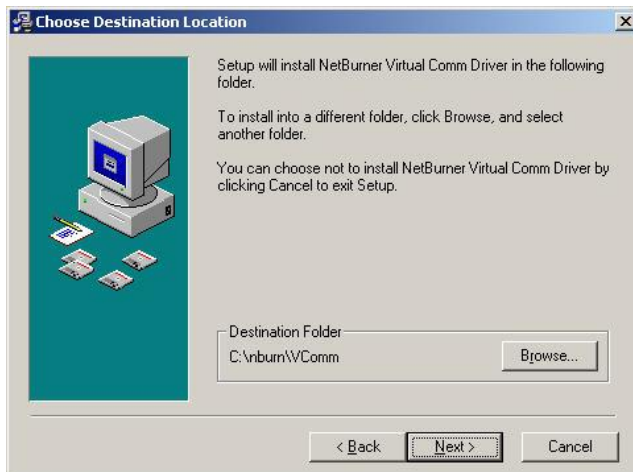 Choose Destination Location
Setup will install NetBurner Virtual Comm Driver in the following
folder.
To install into a different folder, click Browse, and select
another folder.
You can choose not to install NetBurner Virtual Comm Driver by
clicking Cancel to exit Setup.
Destination Folder
C:\nburn\VComm
Browse...
< Back
Next >
Cancel